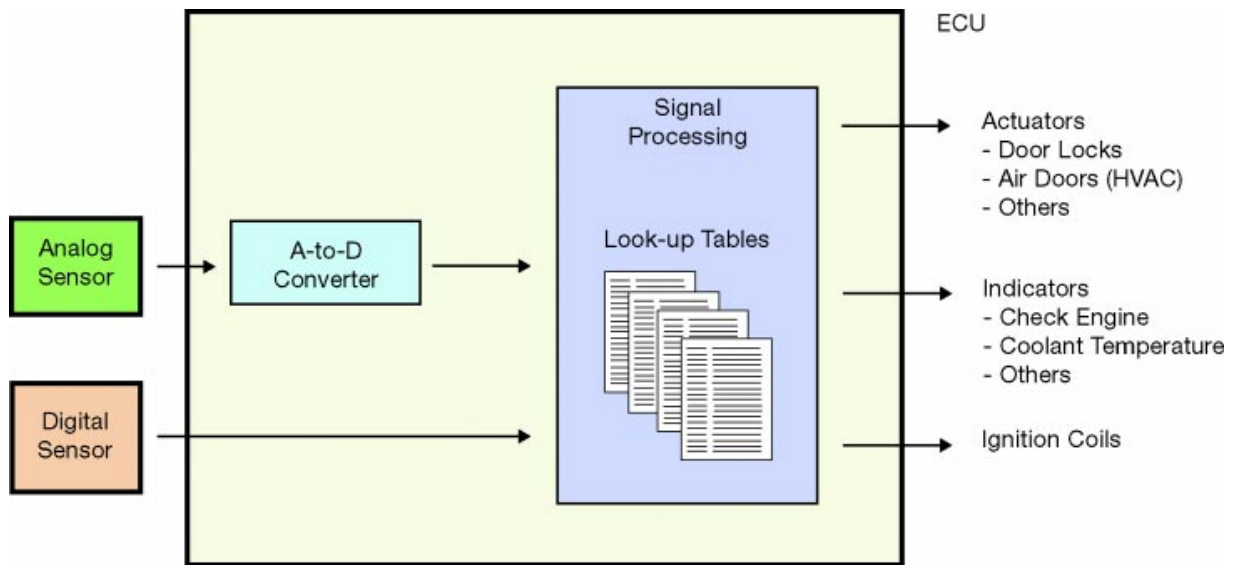 ECU
Signal
Processing
Look-up Tables
Analog
Sensor
A-to-D
Converter
Digital
Sensor
Actuators
- Door Locks
- Air Doors (HVAC)
- Others
Indicators
- Check Engine
- Coolant Temperature
- Others
Ignition Coils